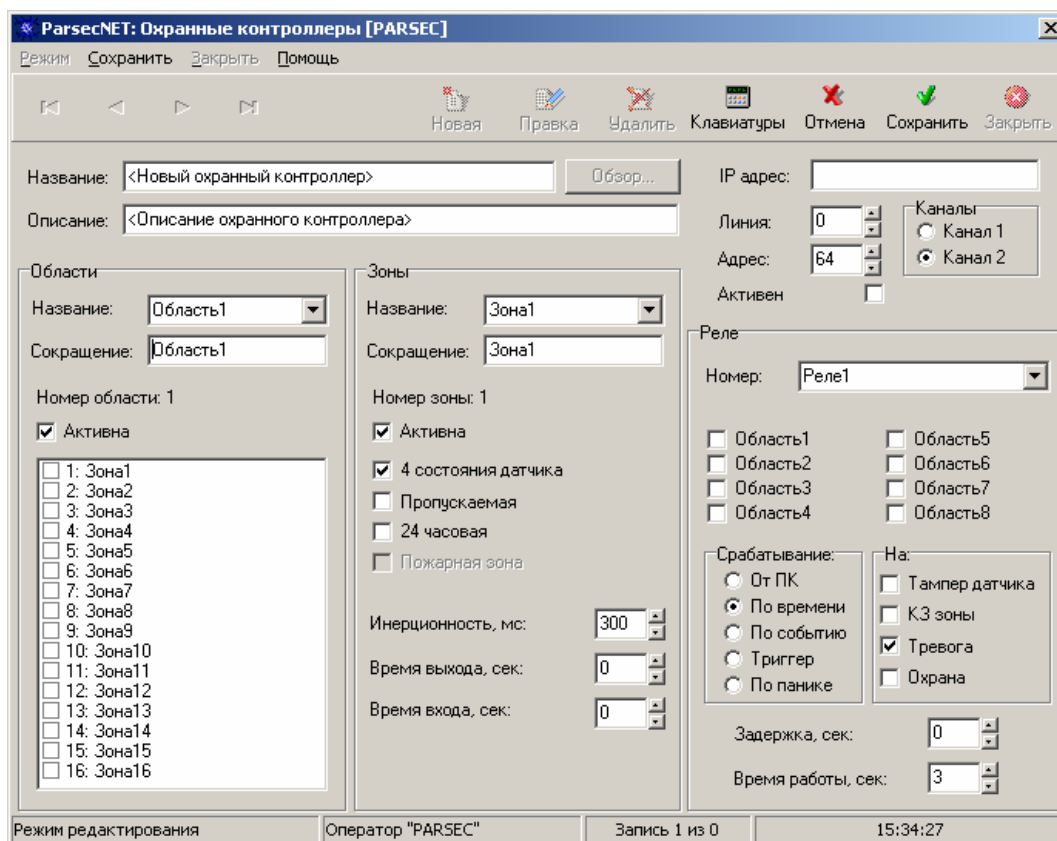 ParsecNET: Охранные контроллеры [PARSEC]
Режим Сохранить Закрыть Помощь
Новая Правка Удалить Клавиатуры Отмена Сохранить Закрыть
Название: <Новый охранный контроллер> Обзор...
Описание: <Описание охранного контроллера>
IP адрес:
Линия: 0
Адрес: 64
Активен
Каналы
Канал 1
Канал 2
Области
Название: Область1
Сокращение: Область1
Номер области: 1
Активна
1: Зона1
2: Зона2
3: Зона3
4: Зона4
5: Зона5
6: Зона6
7: Зона7
8: Зона8
9: Зона9
10: Зона10
11: Зона11
12: Зона12
13: Зона13
14: Зона14
15: Зона15
16: Зона16
Зоны
Название: Зона1
Сокращение: Зона1
Номер зоны: 1
Активна
4 состояния датчика
Пропускаемая
24 часовая
Пожарная зона
Инерционность, мс: 300
Время выхода, сек: 0
Время входа, сек: 0
Реле
Номер: Реле1
Область1 Область5
Область2 Область6
Область3 Область7
Область4 Область8
Срабатывание:
От ПК
По времени
По событию
Триггер
По панике
На:
Тампер датчика
КЗ зоны
Тревога
Охрана
Задержка, сек: 0
Время работы, сек: 3
Режим редактирования Оператор "PARSEC" Запись 1 из 0 15:34:27